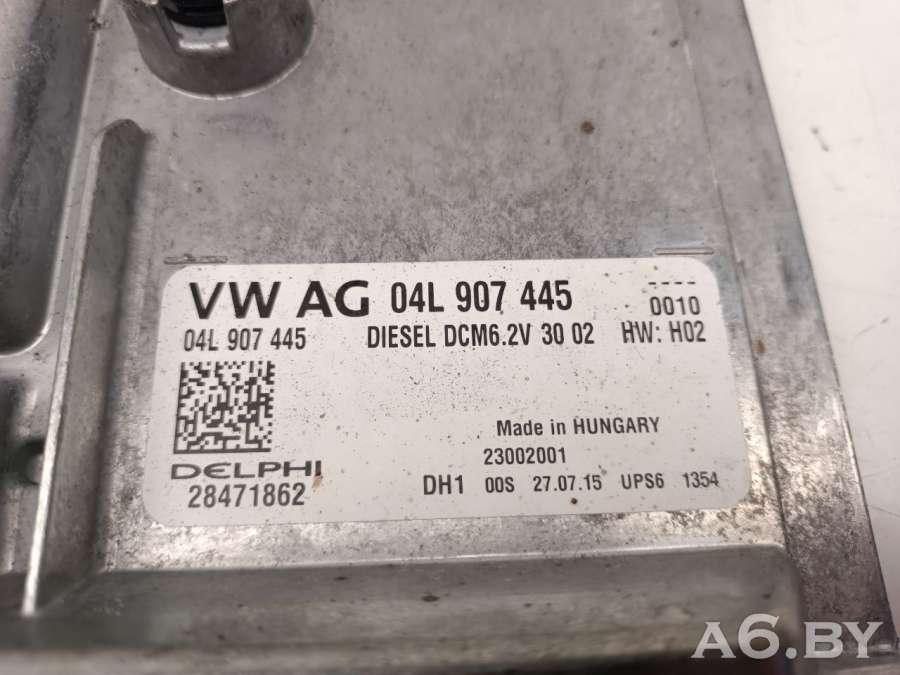 VW AG 04L 907 445 ----
0010
04L 907 445 DIESEL DCM6.2V 30 02 HW: H02
Made in HUNGARY
23002001
DELPHI
28471862 DH1 00S 27.07.15 UPS6 1354
A6.BY